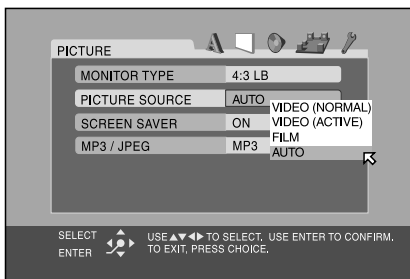 PICTURE
MONITOR TYPE 4:3 LB
PICTURE SOURCE AUTO
VIDEO (NORMAL)
VIDEO (ACTIVE)
FILM
AUTO
SCREEN SAVER ON
MP3 / JPEG MP3
SELECT
ENTER
USE▲▼◀▶ TO SELECT. USE ENTER TO CONFIRM.
TO EXIT, PRESS CHOICE.